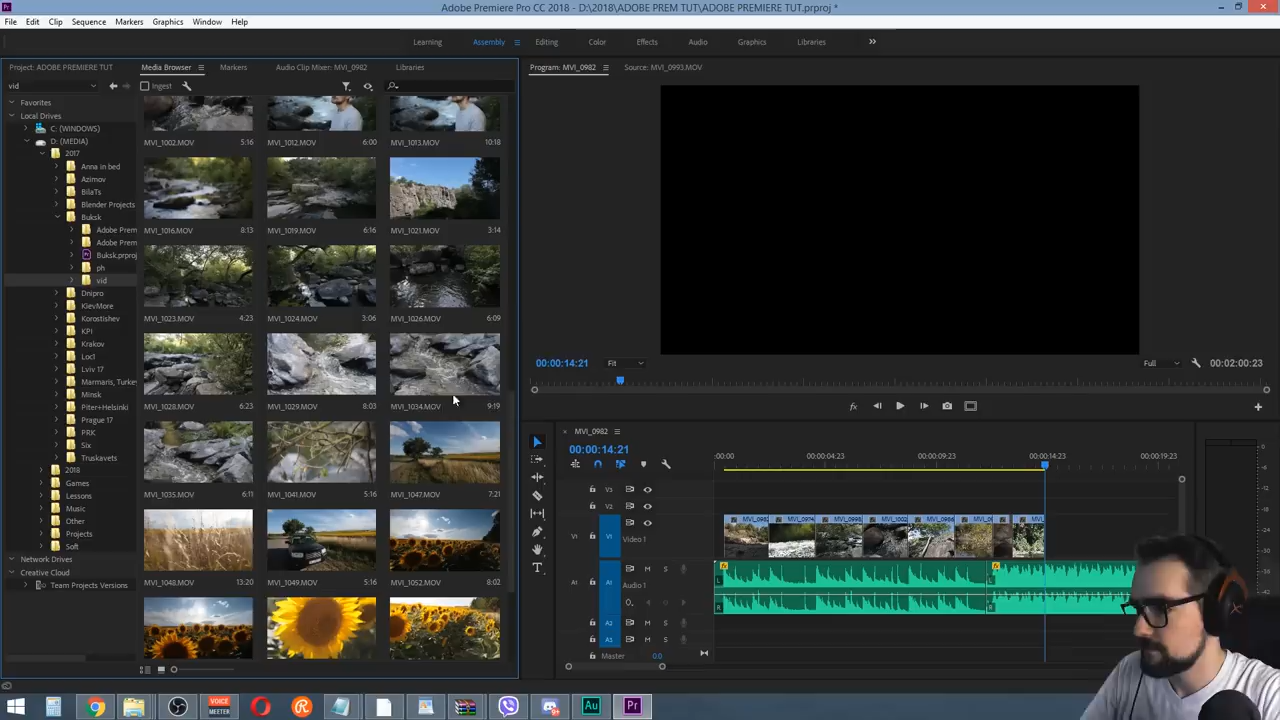 Adobe Premiere Pro CC 2018 - D:\2018\ADOBE PREM TUT\ADOBE PREMIERE TUT.prproj *
File Edit Clip Sequence Markers Graphics Window Help
Learning Assembly Editing Color Effects Audio Graphics Libraries
Project: ADOBE PREMIERE TUT Media Browser Markers Audio Clip Mixer: MVI_0982 Libraries
Program: MVI_0982 Source: MVI_0993.MOV
vid Ingest
Favorites
Local Drives
C: (WINDOWS)
D: (MEDIA)
2017
Anna in bed
Azimov
BilaTs
Blender Projects
Buksk
Adobe Prem
Adobe Prem
Buksk.prproj
ph
vid
Dnipro
KievMore
Korostishev
KPI
Krakov
Loc1
Lviv 17
Marmaris, Turkey
Minsk
Piter+Helsinki
Prague 17
PRK
Six
Truskavets
2018
Games
Lessons
Music
Other
Projects
Soft
Network Drives
Creative Cloud
Team Projects Versions
MVI_1002.MOV 5:16 MVI_1012.MOV 6:00 MVI_1013.MOV 10:18
MVI_1016.MOV 8:13 MVI_1019.MOV 6:16 MVI_1021.MOV 3:14
MVI_1023.MOV 4:23 MVI_1024.MOV 3:06 MVI_1026.MOV 6:09
MVI_1028.MOV 6:23 MVI_1029.MOV 8:03 MVI_1034.MOV 9:19
MVI_1035.MOV 6:11 MVI_1041.MOV 5:16 MVI_1047.MOV 7:21
MVI_1048.MOV 13:20 MVI_1049.MOV 5:16 MVI_1052.MOV 8:02
00:00:14:21 Fit Full 00:02:00:23
MVI_0982
00:00:14:21
:00:00 00:00:04:23 00:00:09:23 00:00:14:23 00:00:19:23
V3
V2
V1 V1 Video 1
A1 A1 M S Audio 1
A2 M S
A3 M S
Master 0.0
L
R
L
R
VOICE MEETER
Au
Pr